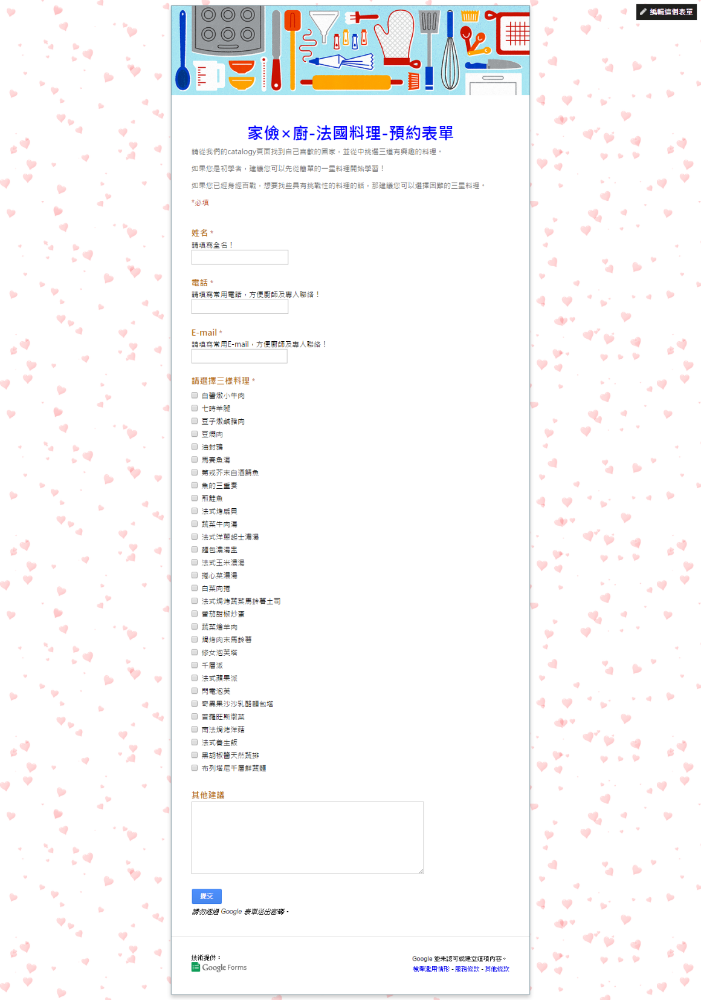 編輯這個表單
家儉×廚-法國料理-預約表單
請從我們的catalogy頁面找到自己喜歡的國家，並從中挑選三道有興趣的料理。
如果您是初學者，建議您可以先從簡單的一星料理開始學習！
如果您已經身經百戰，想要找些具有挑戰性的料理的話，那建議您可以選擇困難的三星料理。
*必填
姓名 *
請填寫全名！
電話 *
請填寫常用電話，方便廚師及專人聯絡！
E-mail *
請填寫常用E-mail，方便廚師及專人聯絡！
請選擇三樣料理 *
白醬燉小牛肉
七時羊腿
豆子燉鹹豬肉
豆燜肉
油封鴨
馬賽魚湯
第戎芥末白酒鯖魚
魚的三重奏
煎鮭魚
法式烤扇貝
蔬菜牛肉湯
法式洋蔥起士濃湯
麵包濃湯盅
法式玉米濃湯
捲心菜濃湯
白菜肉捲
法式焗烤蔬菜馬鈴薯土司
番茄甜椒炒蛋
蔬菜燴羊肉
焗烤肉末馬鈴薯
修女泡芙塔
千層派
法式蘋果派
閃電泡芙
奇異果沙沙乳酪麵包塔
普羅旺斯燉菜
南法焗烤洋菇
法式養生飯
黑胡椒醬天然蔬排
布列塔尼千層鮮蔬麵
其他建議
提交
請勿透過 Google 表單送出密碼。
技術提供：
Google Forms
Google 並未認可或建立這項內容。
檢舉濫用情形 - 服務條款 - 其他條款